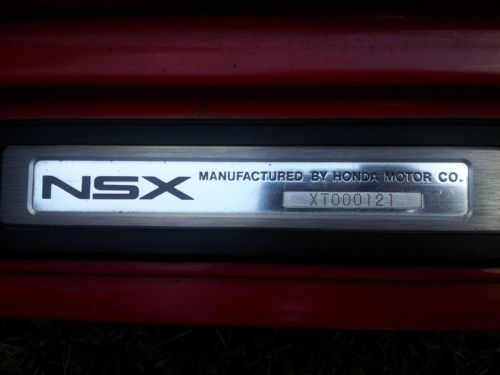 NSX MANUFACTURED BY HONDA MOTOR CO.
XT000121